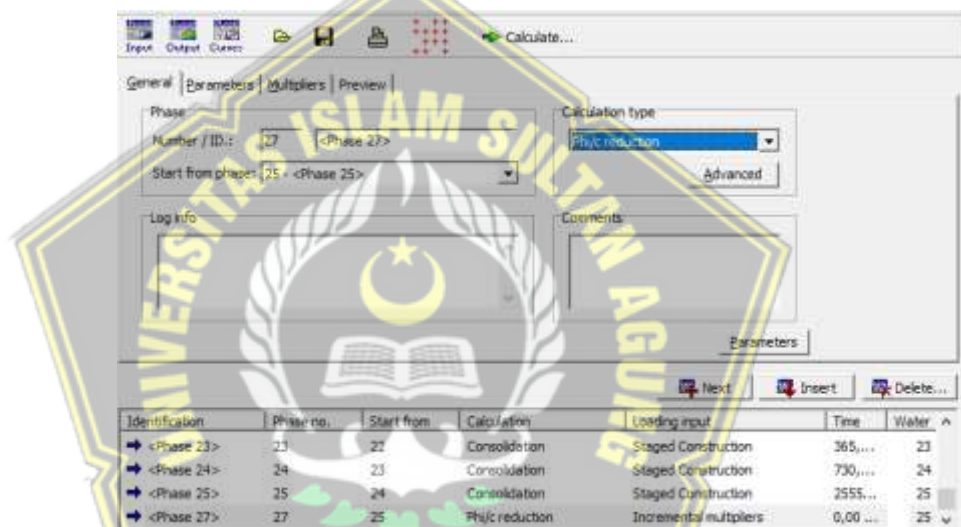 Input Output Curves Calculate...
General Parameters Multipliers Preview
Phase
Number / ID.: 27 <Phase 27>
Start from phase: 25 - <Phase 25>
Calculation type
Phi/c reduction
Advanced
Log info
Comments
Parameters
Next Insert Delete...
Identification Phase no. Start from Calculation Loading input Time Water
<Phase 23> 23 22 Consolidation Staged Construction 365,... 23
<Phase 24> 24 23 Consolidation Staged Construction 730,... 24
<Phase 25> 25 24 Consolidation Staged Construction 2555... 25
<Phase 27> 27 25 Phi/c reduction Incremental multipliers 0,00 ... 25
UNIVERSITAS ISLAM SULTAN AGUNG